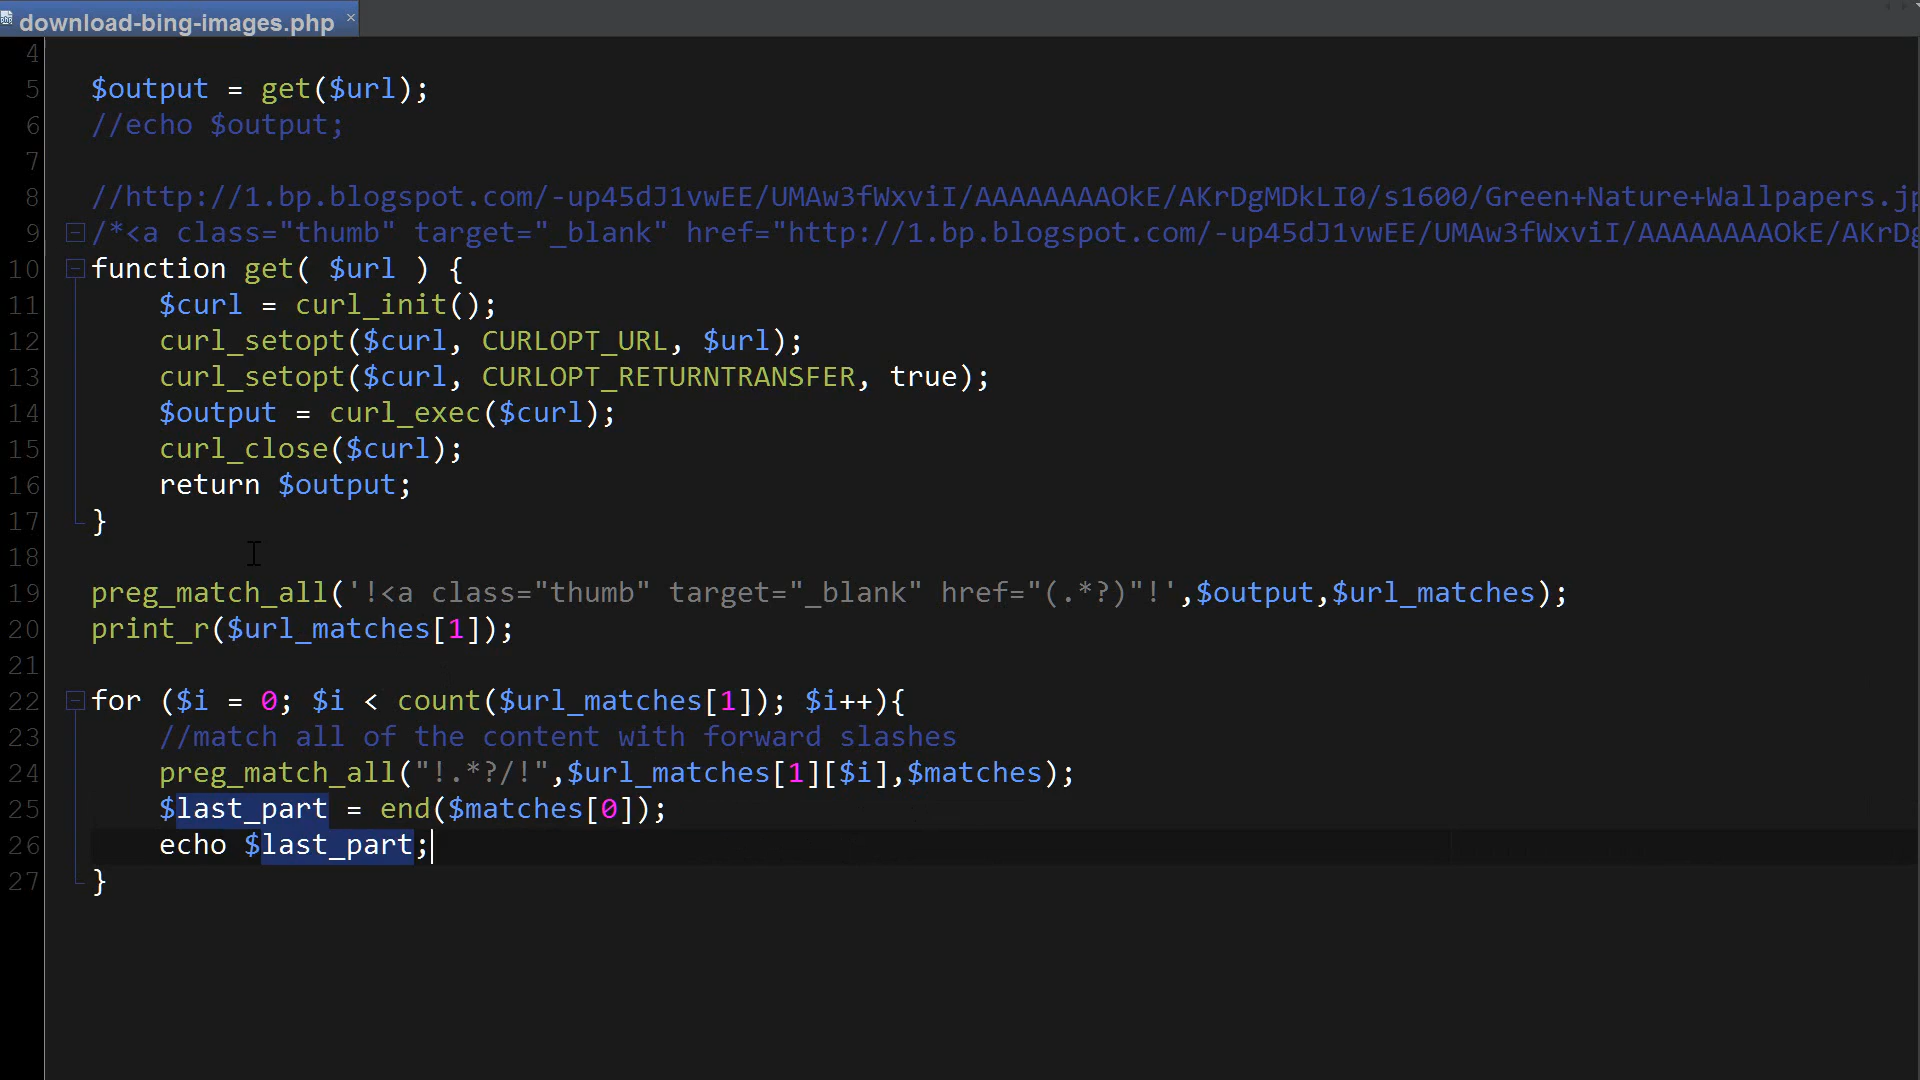 download-bing-images.php ×
4
5 $output = get($url);
6 //echo $output;
7
8 //http://1.bp.blogspot.com/-up45dJ1vwEE/UMAw3fWxviI/AAAAAAAAOkE/AKrDgMDkLI0/s1600/Green+Nature+Wallpapers.jp
9 /*<a class="thumb" target="_blank" href="http://1.bp.blogspot.com/-up45dJ1vwEE/UMAw3fWxviI/AAAAAAAAOkE/AKrDg
10 function get( $url ) {
11 $curl = curl_init();
12 curl_setopt($curl, CURLOPT_URL, $url);
13 curl_setopt($curl, CURLOPT_RETURNTRANSFER, true);
14 $output = curl_exec($curl);
15 curl_close($curl);
16 return $output;
17 }
18
19 preg_match_all('!<a class="thumb" target="_blank" href="(.*?)"!',$output,$url_matches);
20 print_r($url_matches[1]);
21
22 for ($i = 0; $i < count($url_matches[1]); $i++){
23 //match all of the content with forward slashes
24 preg_match_all("!.*?/!",$url_matches[1][$i],$matches);
25 $last_part = end($matches[0]);
26 echo $last_part;
27 }